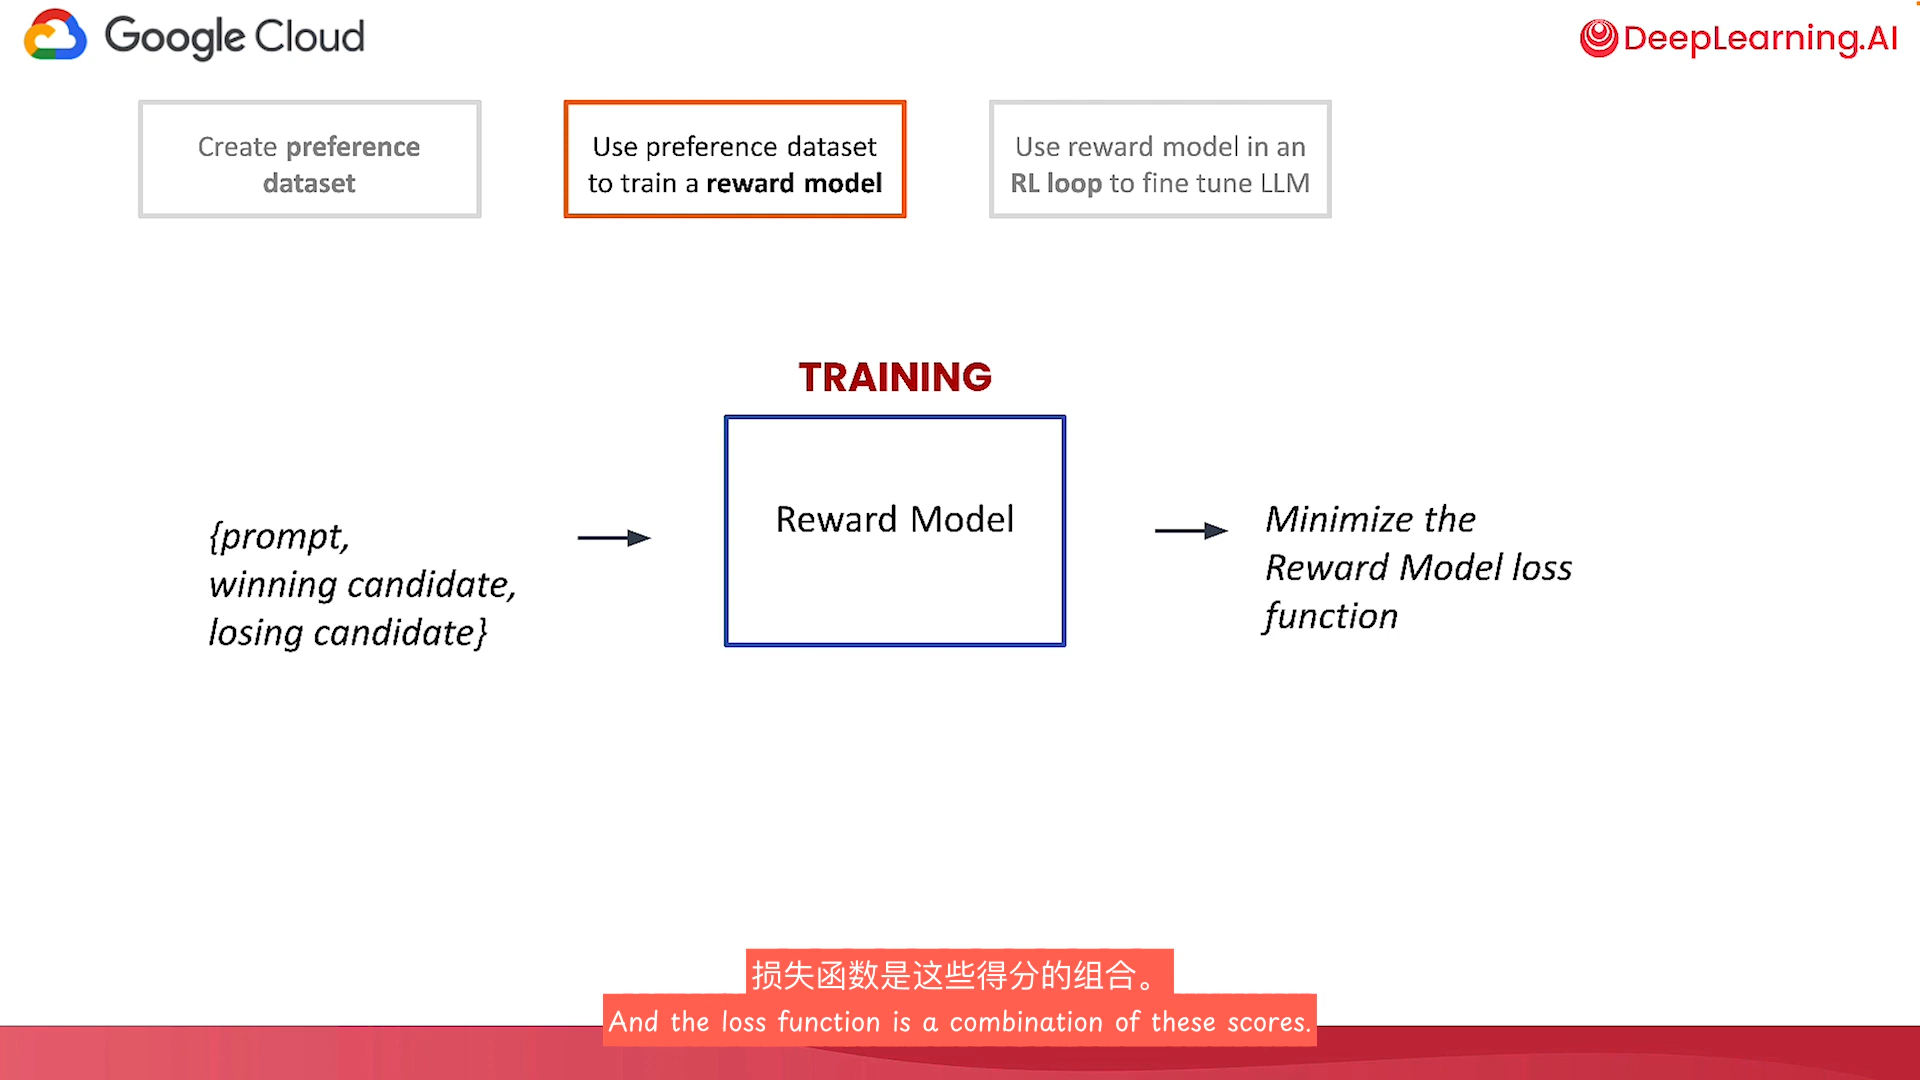 Google Cloud
DeepLearning.AI
Create preference
dataset
Use preference dataset
to train a reward model
Use reward model in an
RL loop to fine tune LLM
TRAINING
Reward Model
{prompt,
winning candidate,
losing candidate}
Minimize the
Reward Model loss
function
损失函数是这些得分的组合。
And the loss function is a combination of these scores.